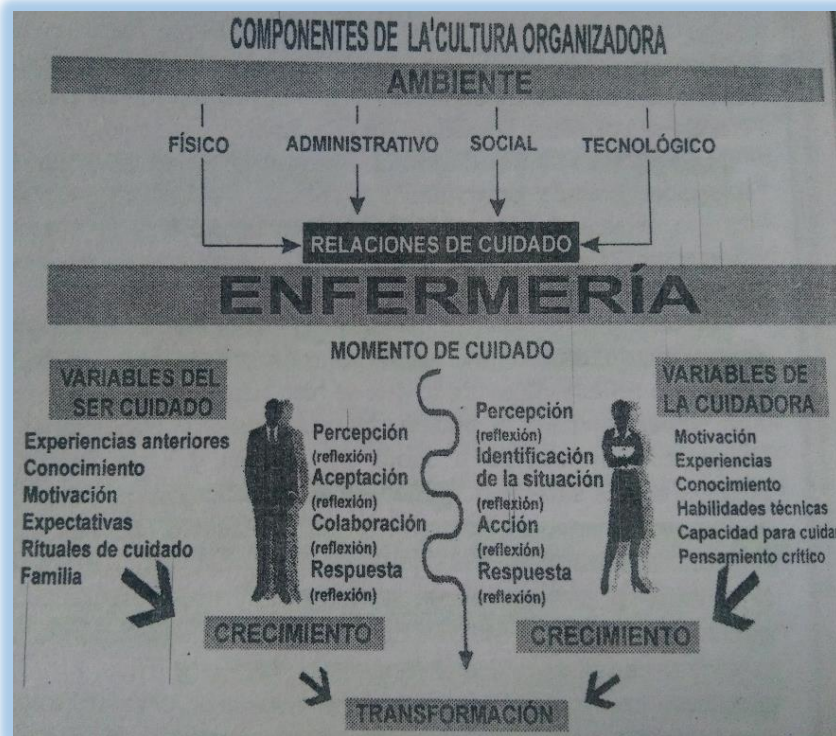 COMPONENTES DE LA CULTURA ORGANIZADORA
AMBIENTE
FÍSICO
ADMINISTRATIVO
SOCIAL
TECNOLÓGICO
RELACIONES DE CUIDADO
ENFERMERÍA
MOMENTO DE CUIDADO
VARIABLES DEL
SER CUIDADO
Experiencias anteriores
Conocimiento
Motivación
Expectativas
Rituales de cuidado
Familia
Percepción
(reflexión)
Aceptación
(reflexión)
Colaboración
(reflexión)
Respuesta
(reflexión)
Percepción
(reflexión)
Identificación
de la situación
(reflexión)
Acción
(reflexión)
Respuesta
(reflexión)
VARIABLES DE
LA CUIDADORA
Motivación
Experiencias
Conocimiento
Habilidades técnicas
Capacidad para cuidar
Pensamiento crítico
CRECIMIENTO
CRECIMIENTO
TRANSFORMACIÓN